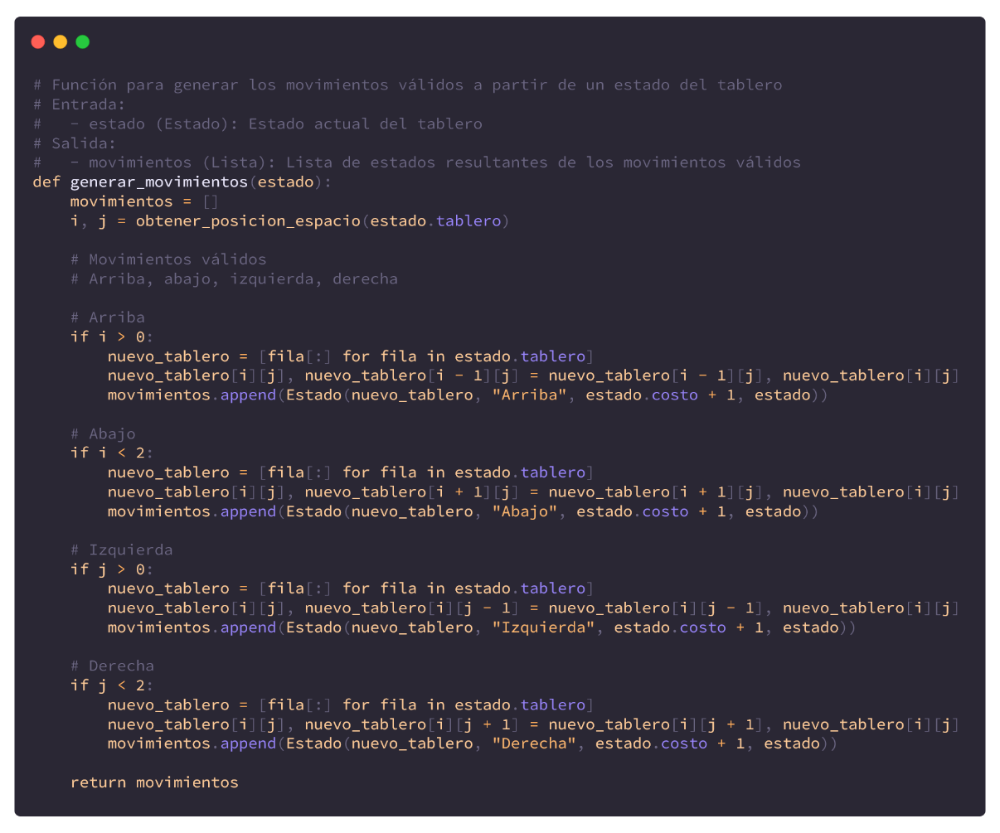 # Función para generar los movimientos válidos a partir de un estado del tablero
# Entrada:
#   - estado (Estado): Estado actual del tablero
# Salida:
#   - movimientos (Lista): Lista de estados resultantes de los movimientos válidos
def generar_movimientos(estado):
    movimientos = []
    i, j = obtener_posicion_espacio(estado.tablero)

    # Movimientos válidos
    # Arriba, abajo, izquierda, derecha

    # Arriba
    if i > 0:
        nuevo_tablero = [fila[:] for fila in estado.tablero]
        nuevo_tablero[i][j], nuevo_tablero[i - 1][j] = nuevo_tablero[i - 1][j], nuevo_tablero[i][j]
        movimientos.append(Estado(nuevo_tablero, "Arriba", estado.costo + 1, estado))

    # Abajo
    if i < 2:
        nuevo_tablero = [fila[:] for fila in estado.tablero]
        nuevo_tablero[i][j], nuevo_tablero[i + 1][j] = nuevo_tablero[i + 1][j], nuevo_tablero[i][j]
        movimientos.append(Estado(nuevo_tablero, "Abajo", estado.costo + 1, estado))

    # Izquierda
    if j > 0:
        nuevo_tablero = [fila[:] for fila in estado.tablero]
        nuevo_tablero[i][j], nuevo_tablero[i][j - 1] = nuevo_tablero[i][j - 1], nuevo_tablero[i][j]
        movimientos.append(Estado(nuevo_tablero, "Izquierda", estado.costo + 1, estado))

    # Derecha
    if j < 2:
        nuevo_tablero = [fila[:] for fila in estado.tablero]
        nuevo_tablero[i][j], nuevo_tablero[i][j + 1] = nuevo_tablero[i][j + 1], nuevo_tablero[i][j]
        movimientos.append(Estado(nuevo_tablero, "Derecha", estado.costo + 1, estado))

    return movimientos